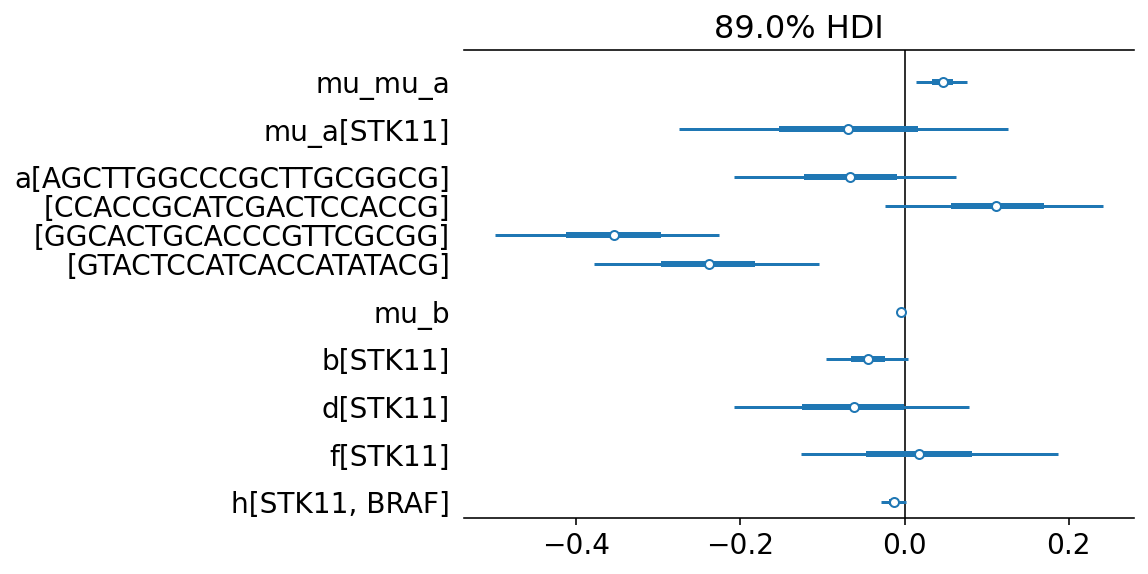 89.0% HDI
mu_mu_a
mu_a[STK11]
a[AGCTTGGCCCGCTTGCGGCG]
[CCACCGCATCGACTCCACCG]
[GGCACTGCACCCGTTCGCGG]
[GTACTCCATCACCATATACG]
mu_b
b[STK11]
d[STK11]
f[STK11]
h[STK11, BRAF]
−0.4 −0.2 0.0 0.2